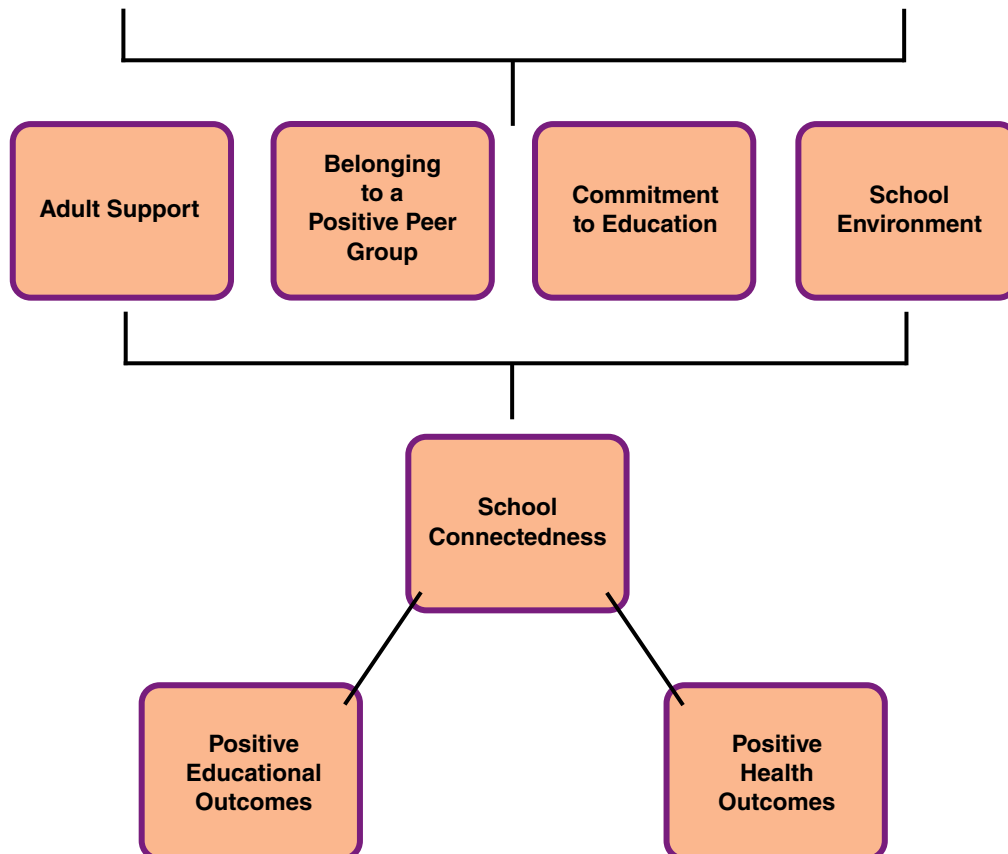 Adult Support
Belonging
to a
Positive Peer
Group
Commitment
to Education
School
Environment
School
Connectedness
Positive
Educational
Outcomes
Positive
Health
Outcomes